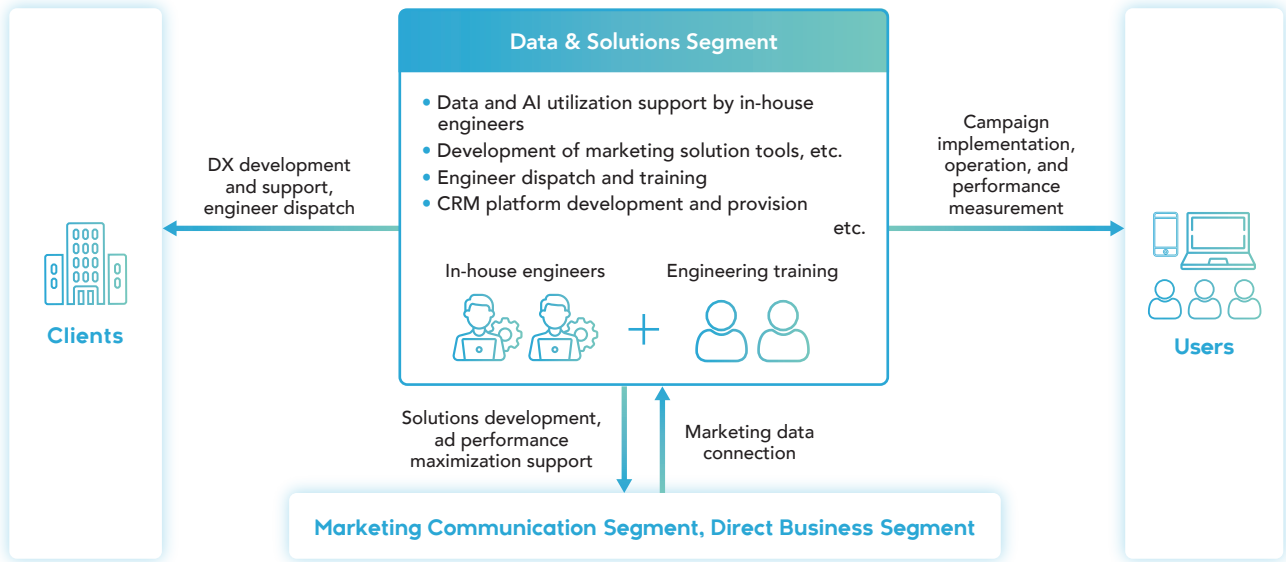 Data & Solutions Segment
• Data and AI utilization support by in-house
engineers
• Development of marketing solution tools, etc.
• Engineer dispatch and training
• CRM platform development and provision
etc.
In-house engineers
Engineering training
DX development
and support,
engineer dispatch
Clients
Campaign
implementation,
operation, and
performance
measurement
Users
Solutions development,
ad performance
maximization support
Marketing data
connection
Marketing Communication Segment, Direct Business Segment